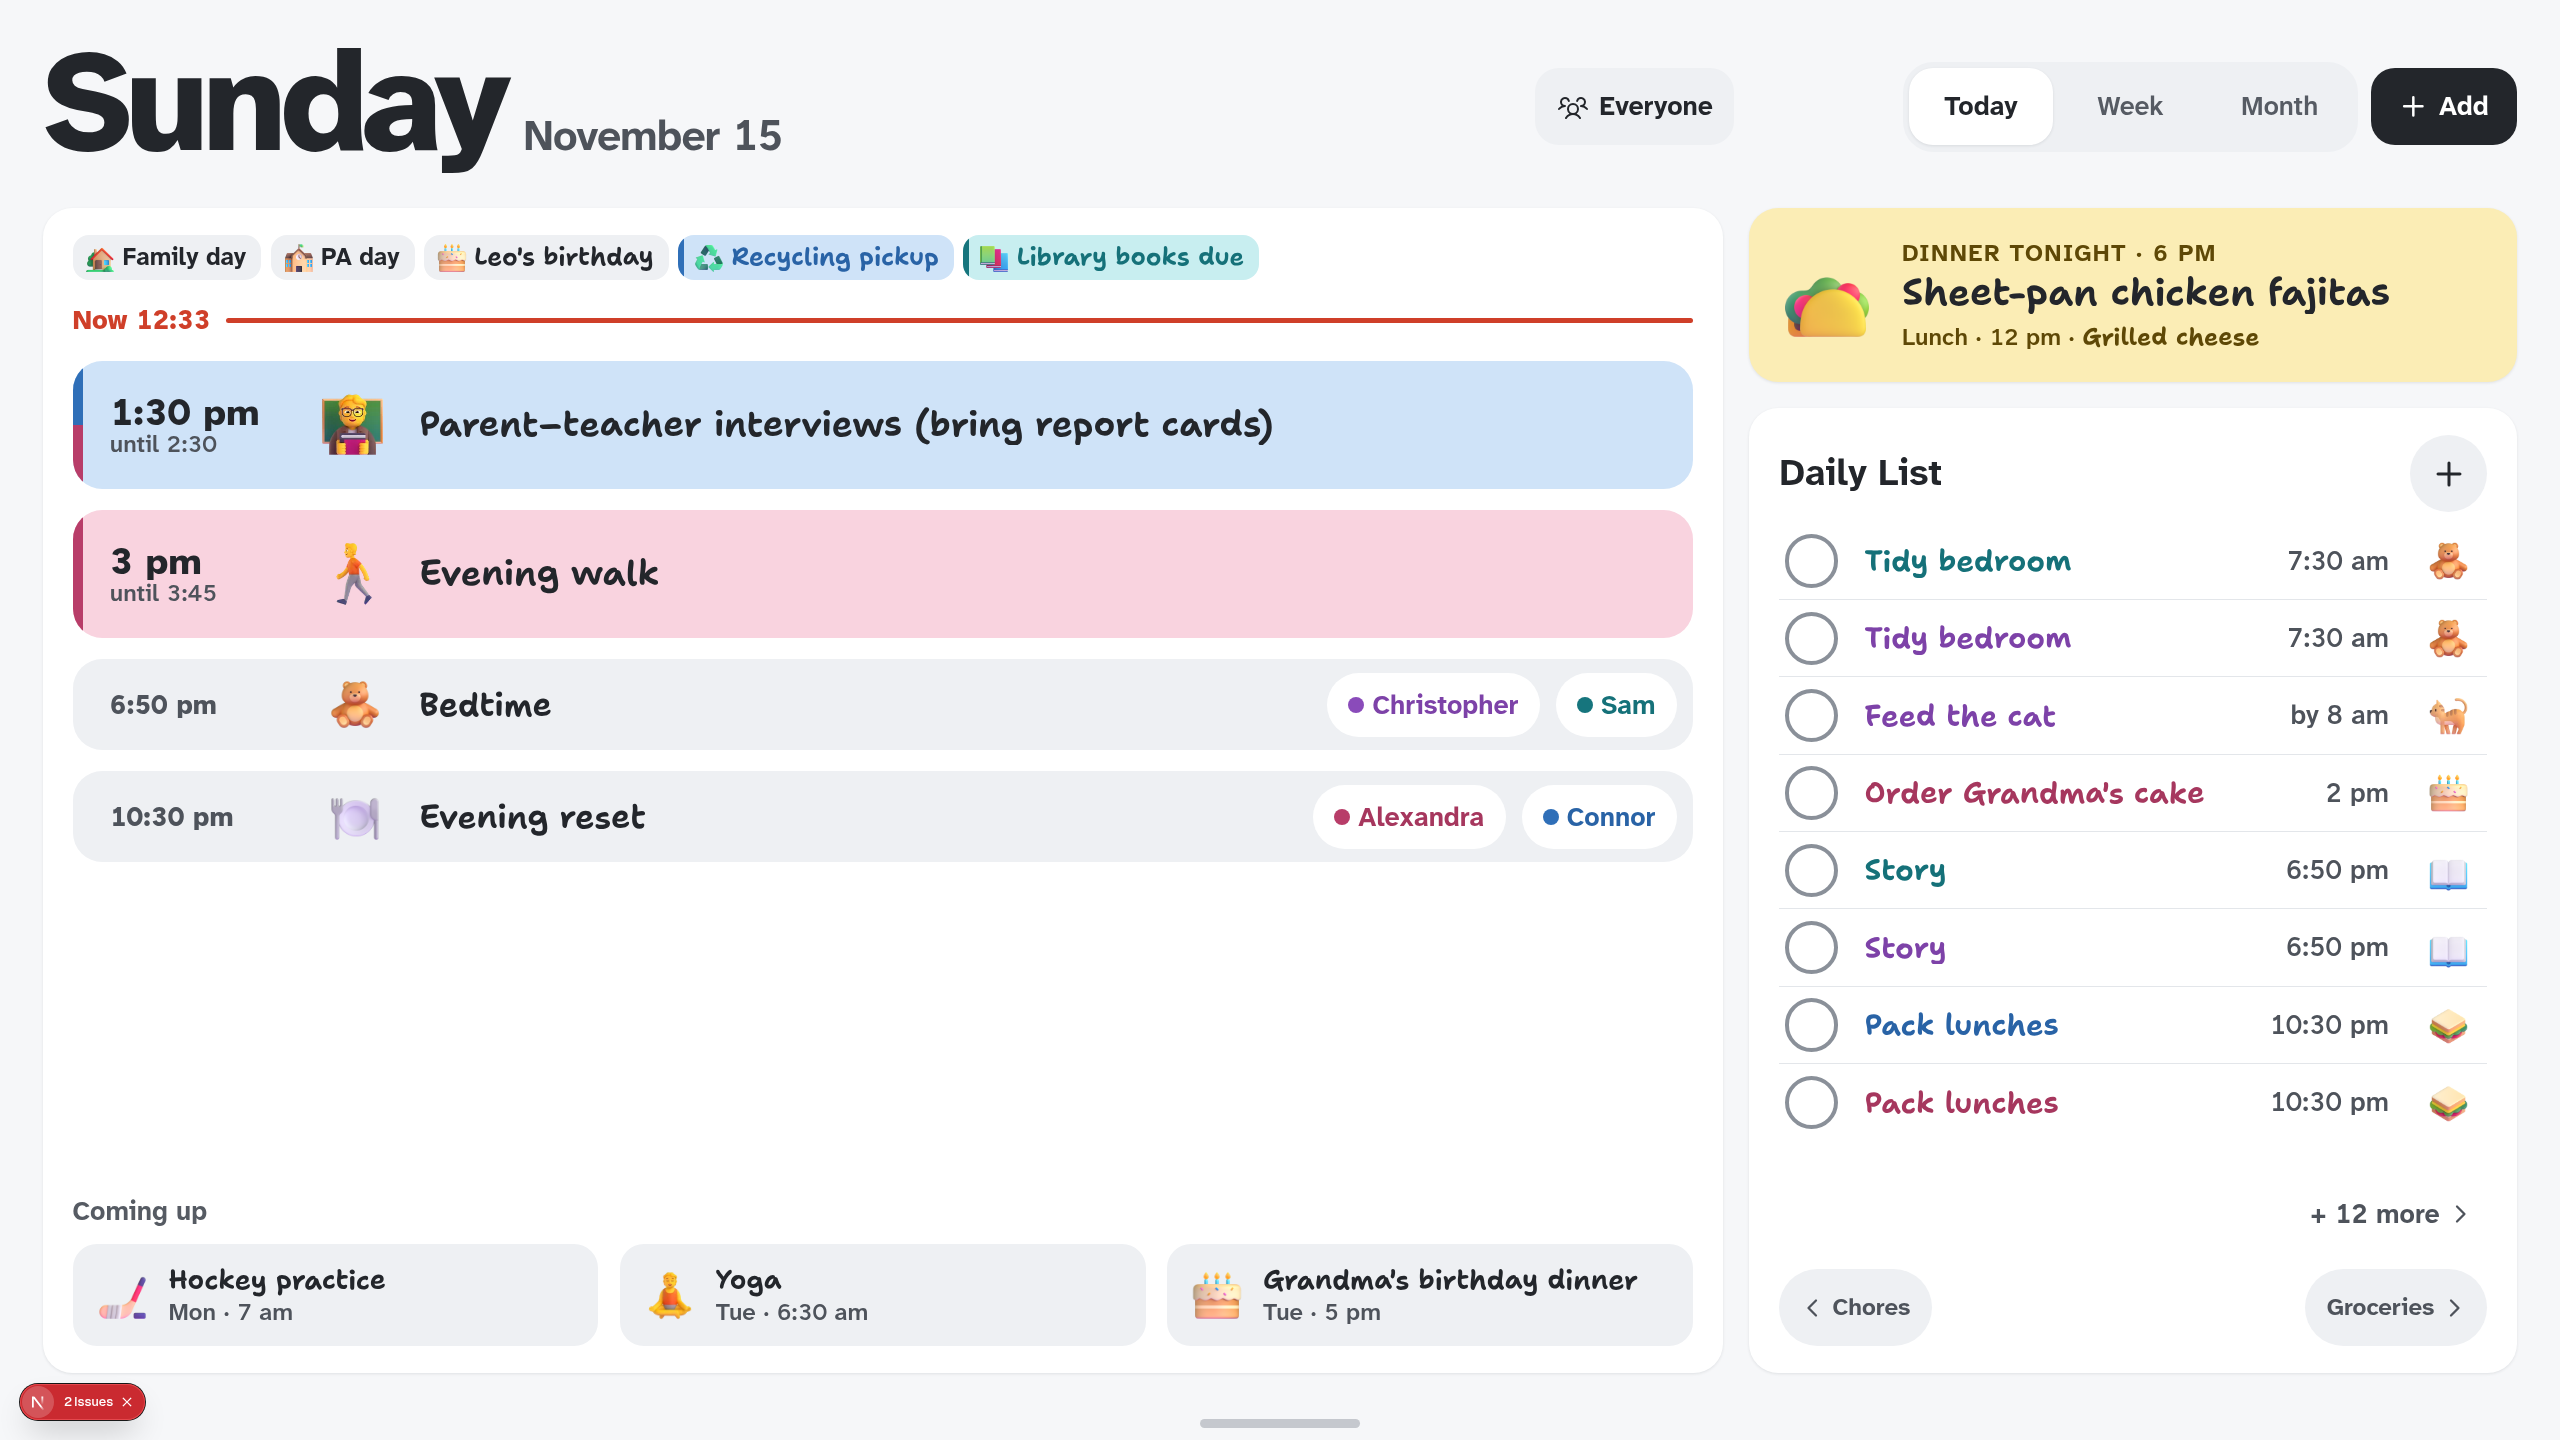 Sunday November 15
Everyone
Today Week Month
+ Add
Family day PA day Leo's birthday Recycling pickup Library books due
Now 12:33
1:30 pm
until 2:30
Parent–teacher interviews (bring report cards)
3 pm
until 3:45
Evening walk
6:50 pm Bedtime Christopher Sam
10:30 pm Evening reset Alexandra Connor
Coming up
Hockey practice
Mon · 7 am
Yoga
Tue · 6:30 am
Grandma's birthday dinner
Tue · 5 pm
DINNER TONIGHT · 6 PM
Sheet-pan chicken fajitas
Lunch · 12 pm · Grilled cheese
Daily List
Tidy bedroom 7:30 am
Tidy bedroom 7:30 am
Feed the cat by 8 am
Order Grandma's cake 2 pm
Story 6:50 pm
Story 6:50 pm
Pack lunches 10:30 pm
Pack lunches 10:30 pm
+ 12 more
Chores
Groceries
N 2 Issues